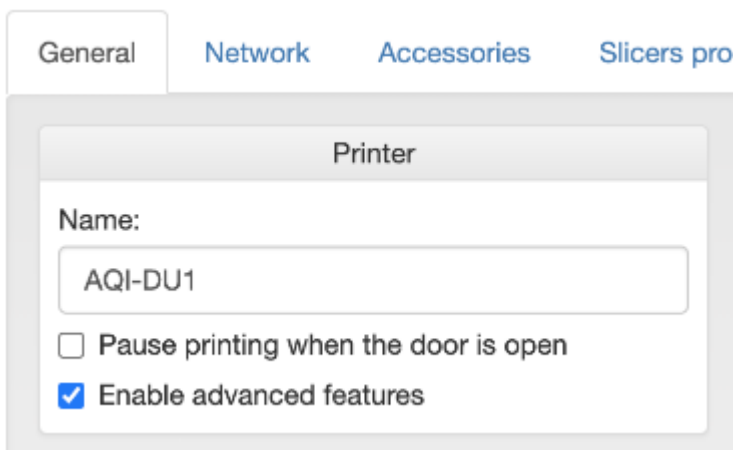 General Network Accessories Slicers pro
Printer
Name:
AQI-DU1
Pause printing when the door is open
Enable advanced features